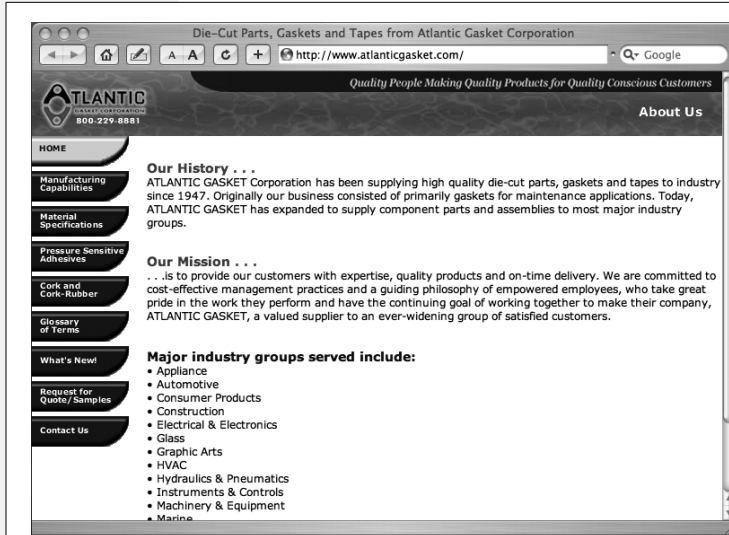 Die-Cut Parts, Gaskets and Tapes from Atlantic Gasket Corporation
A A C + http://www.atlanticgasket.com/ Q Google
Quality People Making Quality Products for Quality Conscious Customers
ATLANTIC
GASKET CORPORATION
800-229-8881
About Us
HOME
Manufacturing
Capabilities
Material
Specifications
Pressure Sensitive
Adhesives
Cork and
Cork-Rubber
Glossary
of Terms
What's New!
Request for
Quote/Samples
Contact Us
Our History . . .
ATLANTIC GASKET Corporation has been supplying high quality die-cut parts, gaskets and tapes to industry
since 1947. Originally our business consisted of primarily gaskets for maintenance applications. Today,
ATLANTIC GASKET has expanded to supply component parts and assemblies to most major industry
groups.
Our Mission . . .
. . .is to provide our customers with expertise, quality products and on-time delivery. We are committed to
cost-effective management practices and a guiding philosophy of empowered employees, who take great
pride in the work they perform and have the continuing goal of working together to make their company,
ATLANTIC GASKET, a valued supplier to an ever-widening group of satisfied customers.
Major industry groups served include:
• Appliance
• Automotive
• Consumer Products
• Construction
• Electrical & Electronics
• Glass
• Graphic Arts
• HVAC
• Hydraulics & Pneumatics
• Instruments & Controls
• Machinery & Equipment
• Marine